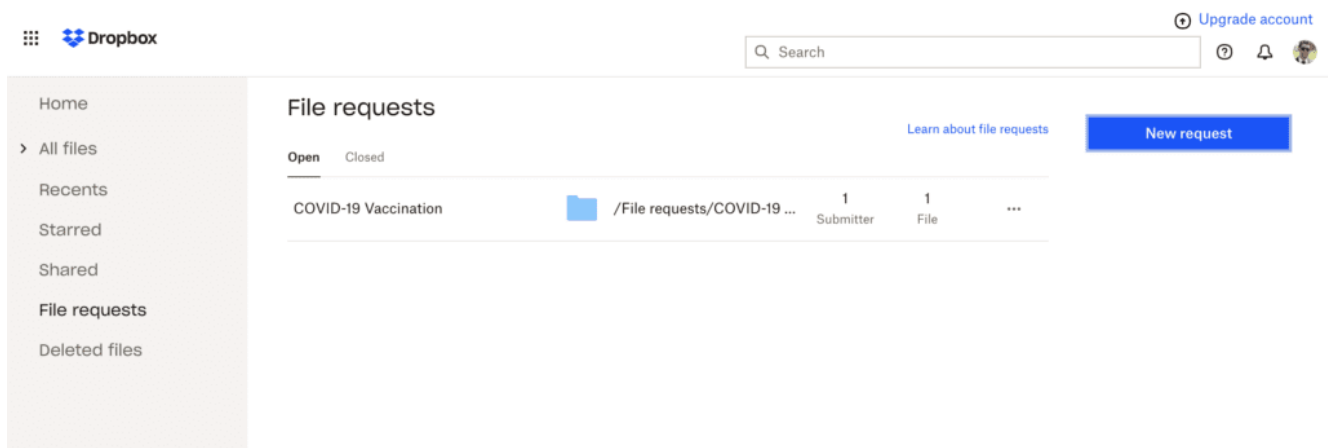 Upgrade account
Dropbox
Search
Home
All files
Recents
Starred
Shared
File requests
Deleted files
File requests
Learn about file requests
New request
Open Closed
COVID-19 Vaccination /File requests/COVID-19 ... 1 Submitter 1 File ...